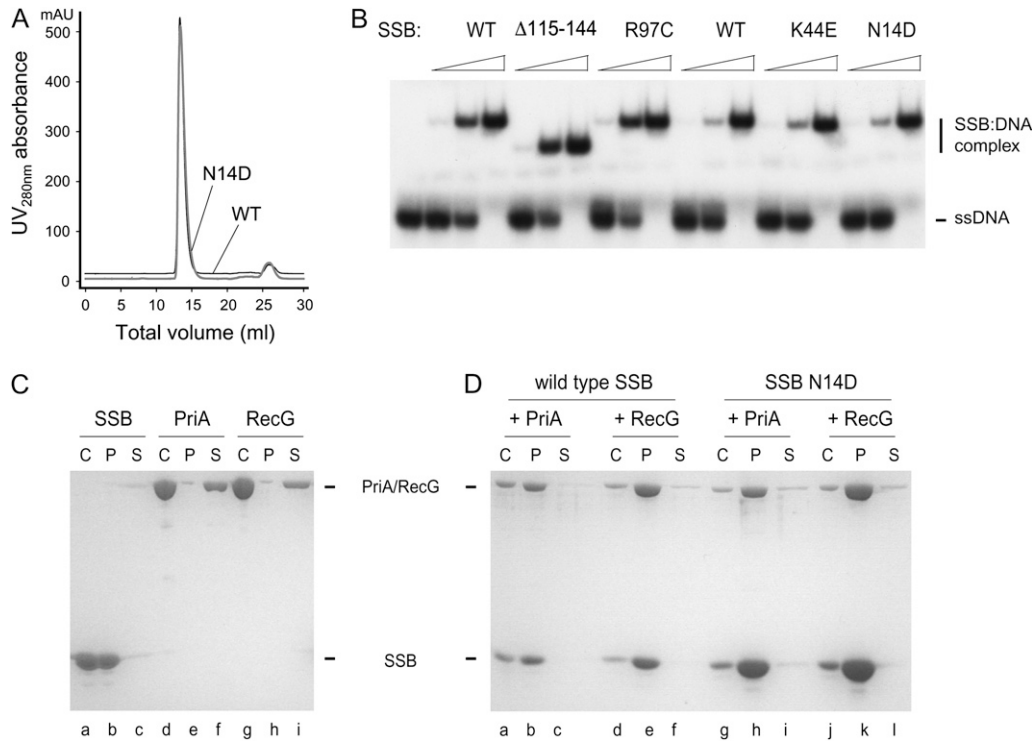 A
mAU
500
400
300
200
100
0
UV280nm absorbance
N14D
WT
0 5 10 15 20 25 30
Total volume (ml)
B
SSB: WT Δ115-144 R97C WT K44E N14D
SSB:DNA
complex
ssDNA
C
SSB PriA RecG
C P S C P S C P S
PriA/RecG
SSB
a b c d e f g h i
D
wild type SSB SSB N14D
+ PriA + RecG + PriA + RecG
C P S C P S C P S C P S
a b c d e f g h i j k l